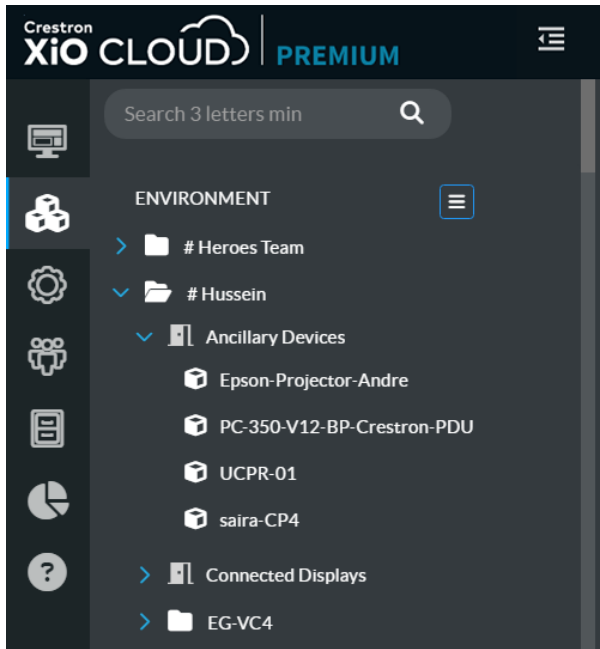 Crestron
XiO CLOUD PREMIUM
Search 3 letters min
ENVIRONMENT
# Heroes Team
# Hussein
Ancillary Devices
Epson-Projector-Andre
PC-350-V12-BP-Crestron-PDU
UCPR-01
saira-CP4
?
Connected Displays
EG-VC4